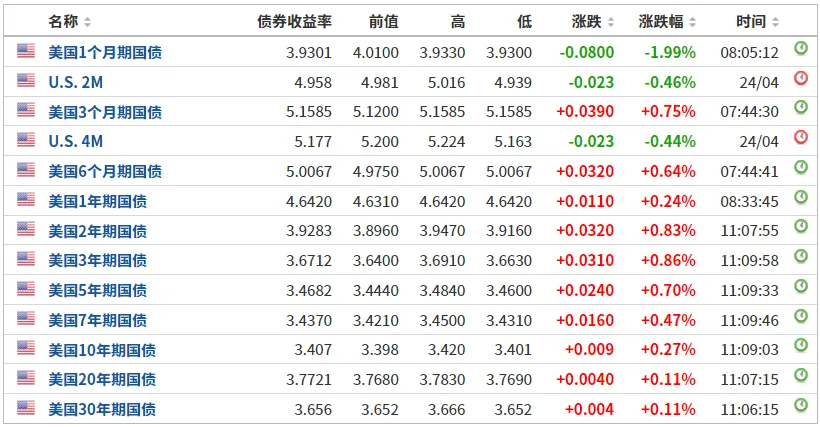 名称 债券收益率 前值 高 低 涨跌 涨跌幅 时间
美国1个月期国债 3.9301 4.0100 3.9330 3.9300 -0.0800 -1.99% 08:05:12
U.S. 2M 4.958 4.981 5.016 4.939 -0.023 -0.46% 24/04
美国3个月期国债 5.1585 5.1200 5.1585 5.1585 +0.0390 +0.75% 07:44:30
U.S. 4M 5.177 5.200 5.224 5.163 -0.023 -0.44% 24/04
美国6个月期国债 5.0067 4.9750 5.0067 5.0067 +0.0320 +0.64% 07:44:41
美国1年期国债 4.6420 4.6310 4.6420 4.6420 +0.0110 +0.24% 08:33:45
美国2年期国债 3.9283 3.8960 3.9470 3.9160 +0.0320 +0.83% 11:07:55
美国3年期国债 3.6712 3.6400 3.6910 3.6630 +0.0310 +0.86% 11:09:58
美国5年期国债 3.4682 3.4440 3.4840 3.4600 +0.0240 +0.70% 11:09:33
美国7年期国债 3.4370 3.4210 3.4500 3.4310 +0.0160 +0.47% 11:09:46
美国10年期国债 3.407 3.398 3.420 3.401 +0.009 +0.27% 11:09:03
美国20年期国债 3.7721 3.7680 3.7830 3.7690 +0.0040 +0.11% 11:07:15
美国30年期国债 3.656 3.652 3.666 3.652 +0.004 +0.11% 11:06:15